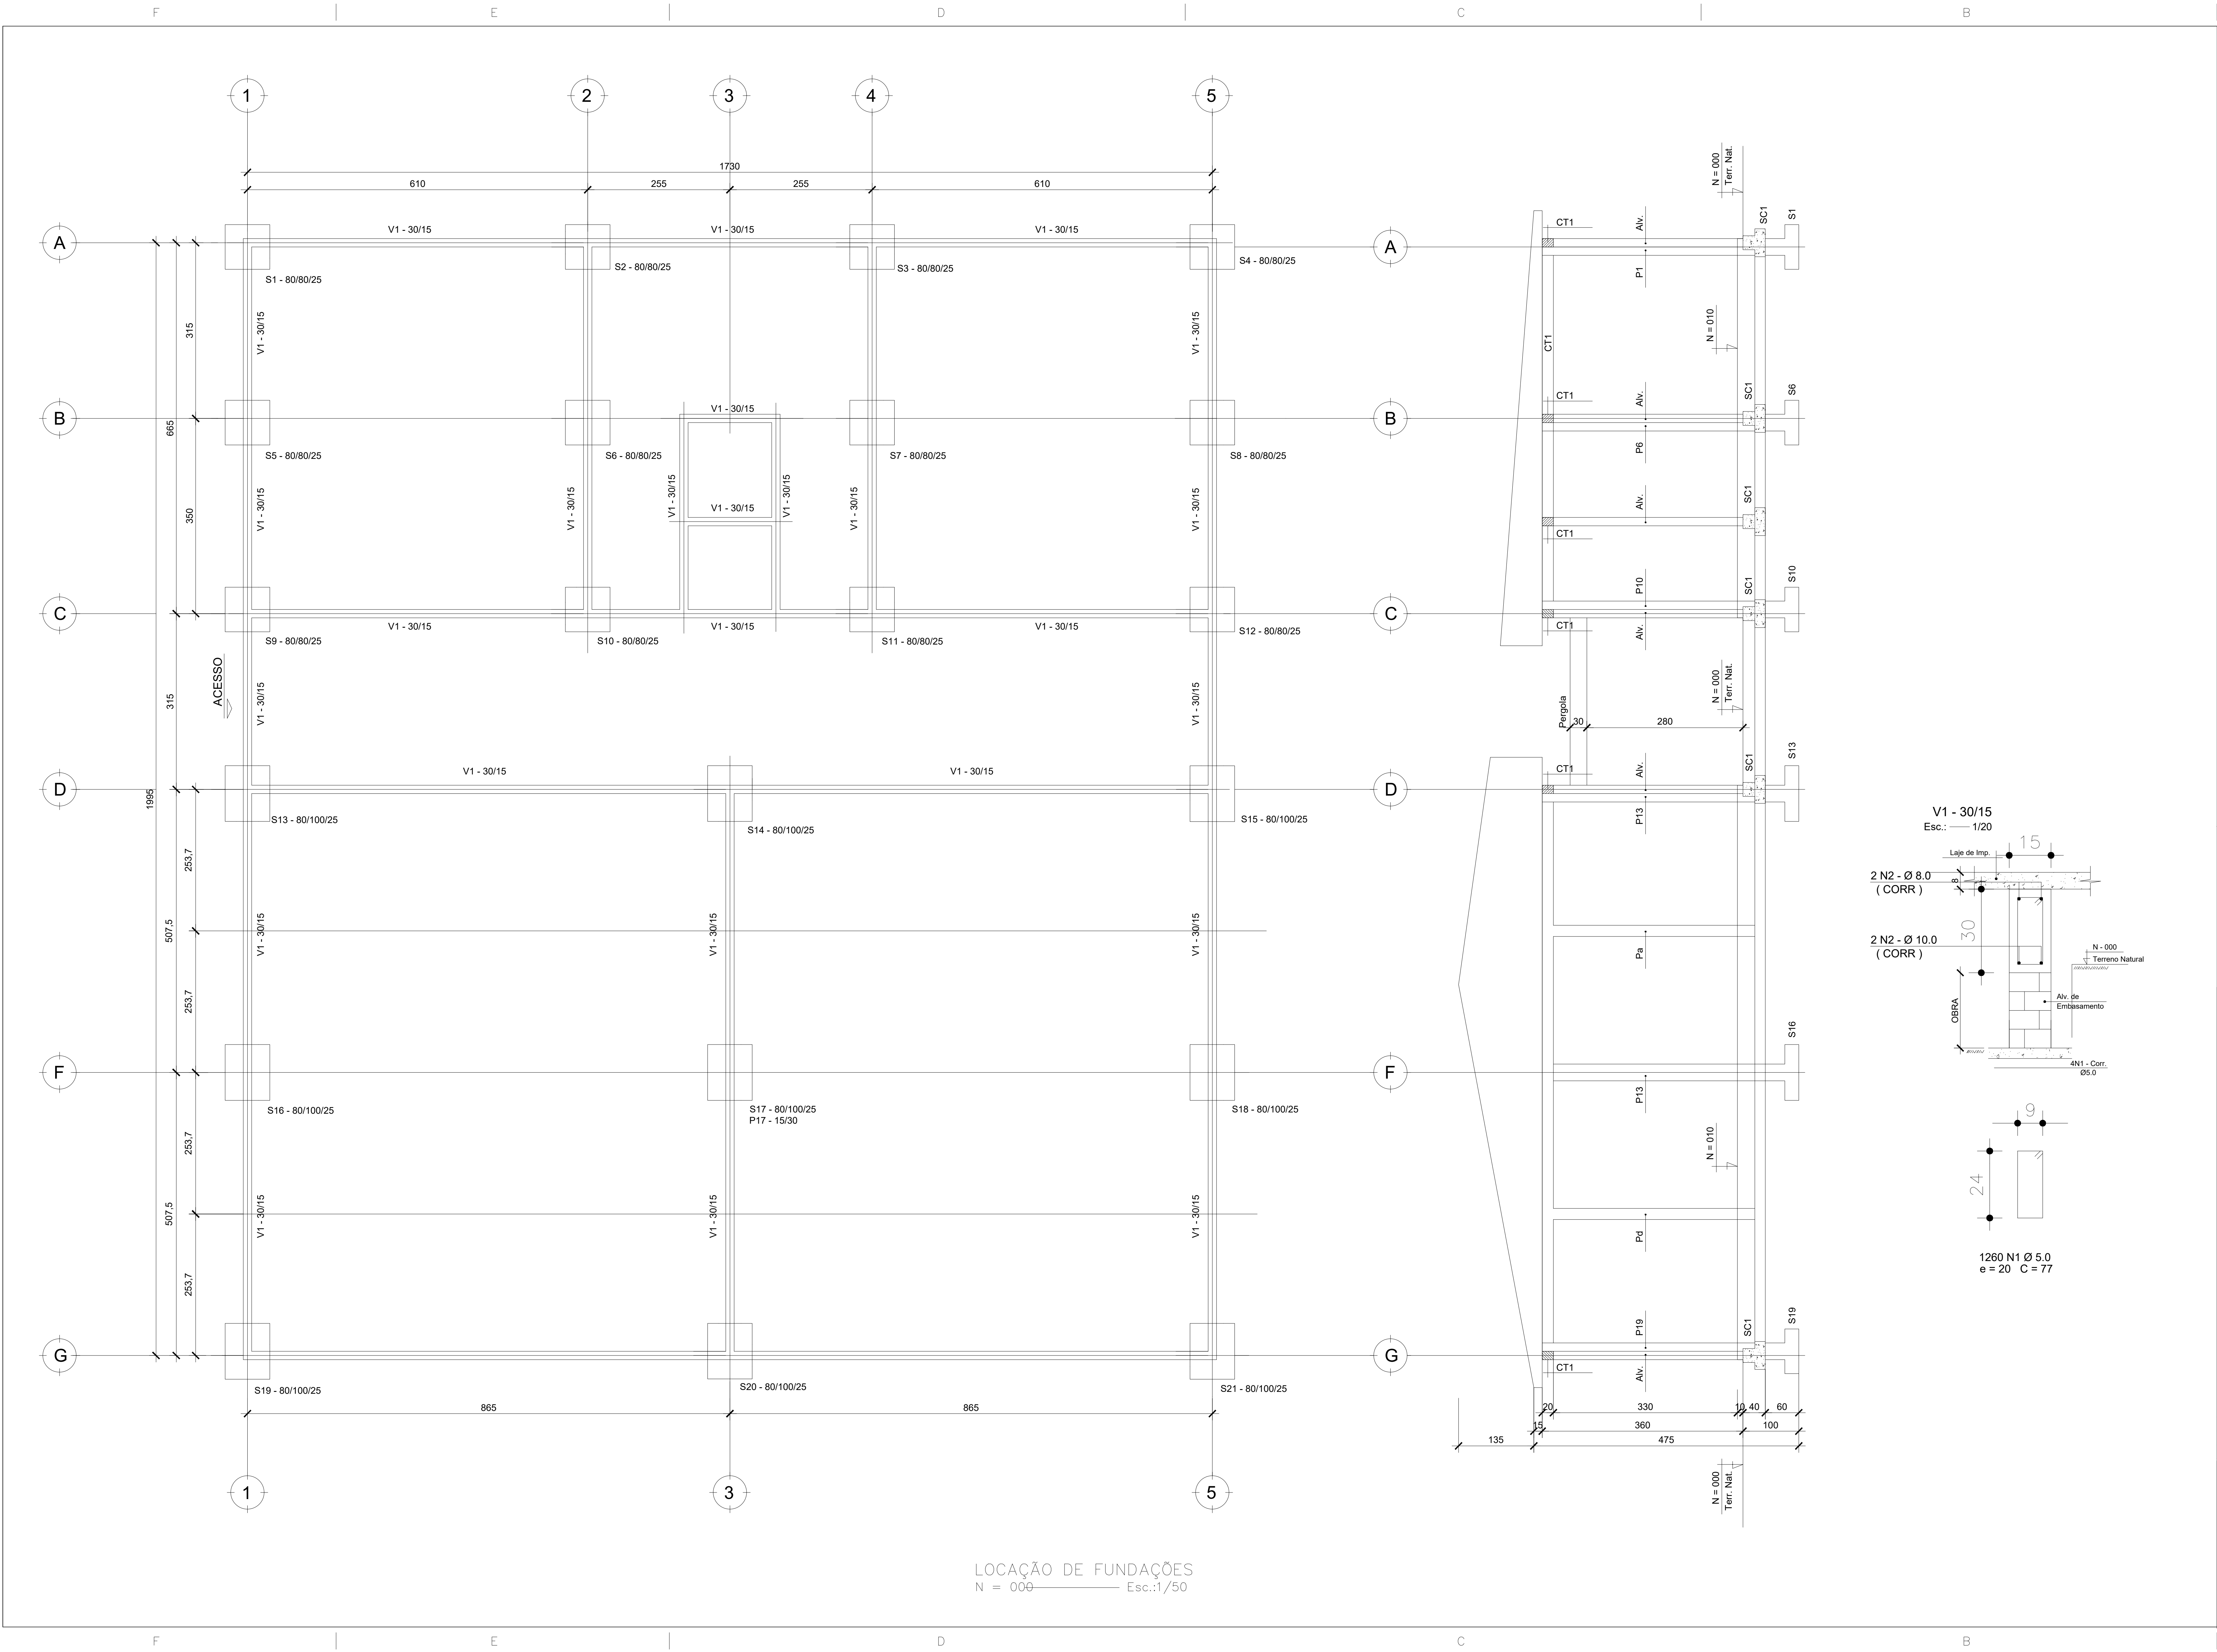 F E D C B
1 2 3 4 5
1730
610 255 255 610
A
V1 - 30/15 V1 - 30/15 V1 - 30/15
S1 - 80/80/25
S2 - 80/80/25
S3 - 80/80/25
S4 - 80/80/25
315
V1 - 30/15
V1 - 30/15
B
665
V1 - 30/15
S5 - 80/80/25
S6 - 80/80/25
S7 - 80/80/25
S8 - 80/80/25
350
V1 - 30/15
V1 - 30/15
V1 - 30/15
V1 - 30/15
V1 - 30/15
V1 - 30/15
V1 - 30/15
C
V1 - 30/15 V1 - 30/15 V1 - 30/15
S9 - 80/80/25
S10 - 80/80/25
S11 - 80/80/25
S12 - 80/80/25
ACESSO
315
V1 - 30/15
V1 - 30/15
D
V1 - 30/15 V1 - 30/15
1995
S13 - 80/100/25
S14 - 80/100/25
S15 - 80/100/25
253,7
507,5
V1 - 30/15
V1 - 30/15
V1 - 30/15
253,7
F
S16 - 80/100/25
S17 - 80/100/25
P17 - 15/30
S18 - 80/100/25
253,7
507,5
V1 - 30/15
V1 - 30/15
V1 - 30/15
253,7
G
S19 - 80/100/25
S20 - 80/100/25
S21 - 80/100/25
865 865
1 3 5
N = 000
Terr. Nat.
A
CT1
Alv.
P1
SC1
S1
CT1
N = 010
B
CT1
Alv.
P6
SC1
S6
Alv.
CT1
SC1
C
P10
CT1
Alv.
SC1
S10
N = 000
Terr. Nat.
Pergola
30 280
D
CT1
Alv.
P13
SC1
S13
Pa
F
P13
S16
N = 010
Pd
G
P19
CT1
Alv.
SC1
S19
20 330 10 40 60
15 360 100
135 475
N = 000
Terr. Nat.
V1 - 30/15
Esc.: 1/20
15
Laje de Imp.
2 N2 - Ø 8.0
( CORR )
8
30
2 N2 - Ø 10.0
( CORR )
N - 000
Terreno Natural
OBRA
Alv. de
Embasamento
4N1 - Corr.
Ø5.0
9
24
1260 N1 Ø 5.0
e = 20 C = 77
LOCAÇÃO DE FUNDAÇÕES
N = 000 Esc.:1/50
F E D C B